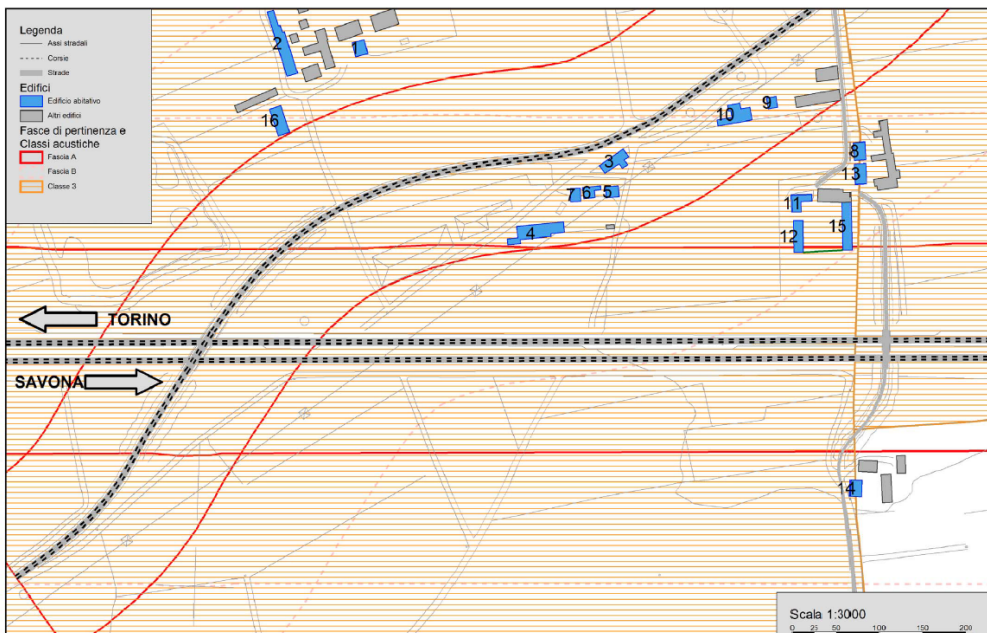 Legenda
Assi stradali
Corsie
Strade
Edifici
Edificio abitativo
Altri edifici
Fasce di pertinenza e
Classi acustiche
Fascia A
Fascia B
Classe 3
2
1
16
9
10
3
8
13
7 6 5
11
4
12
15
TORINO
SAVONA
14
Scala 1:3000
0 25 50 100 150 200